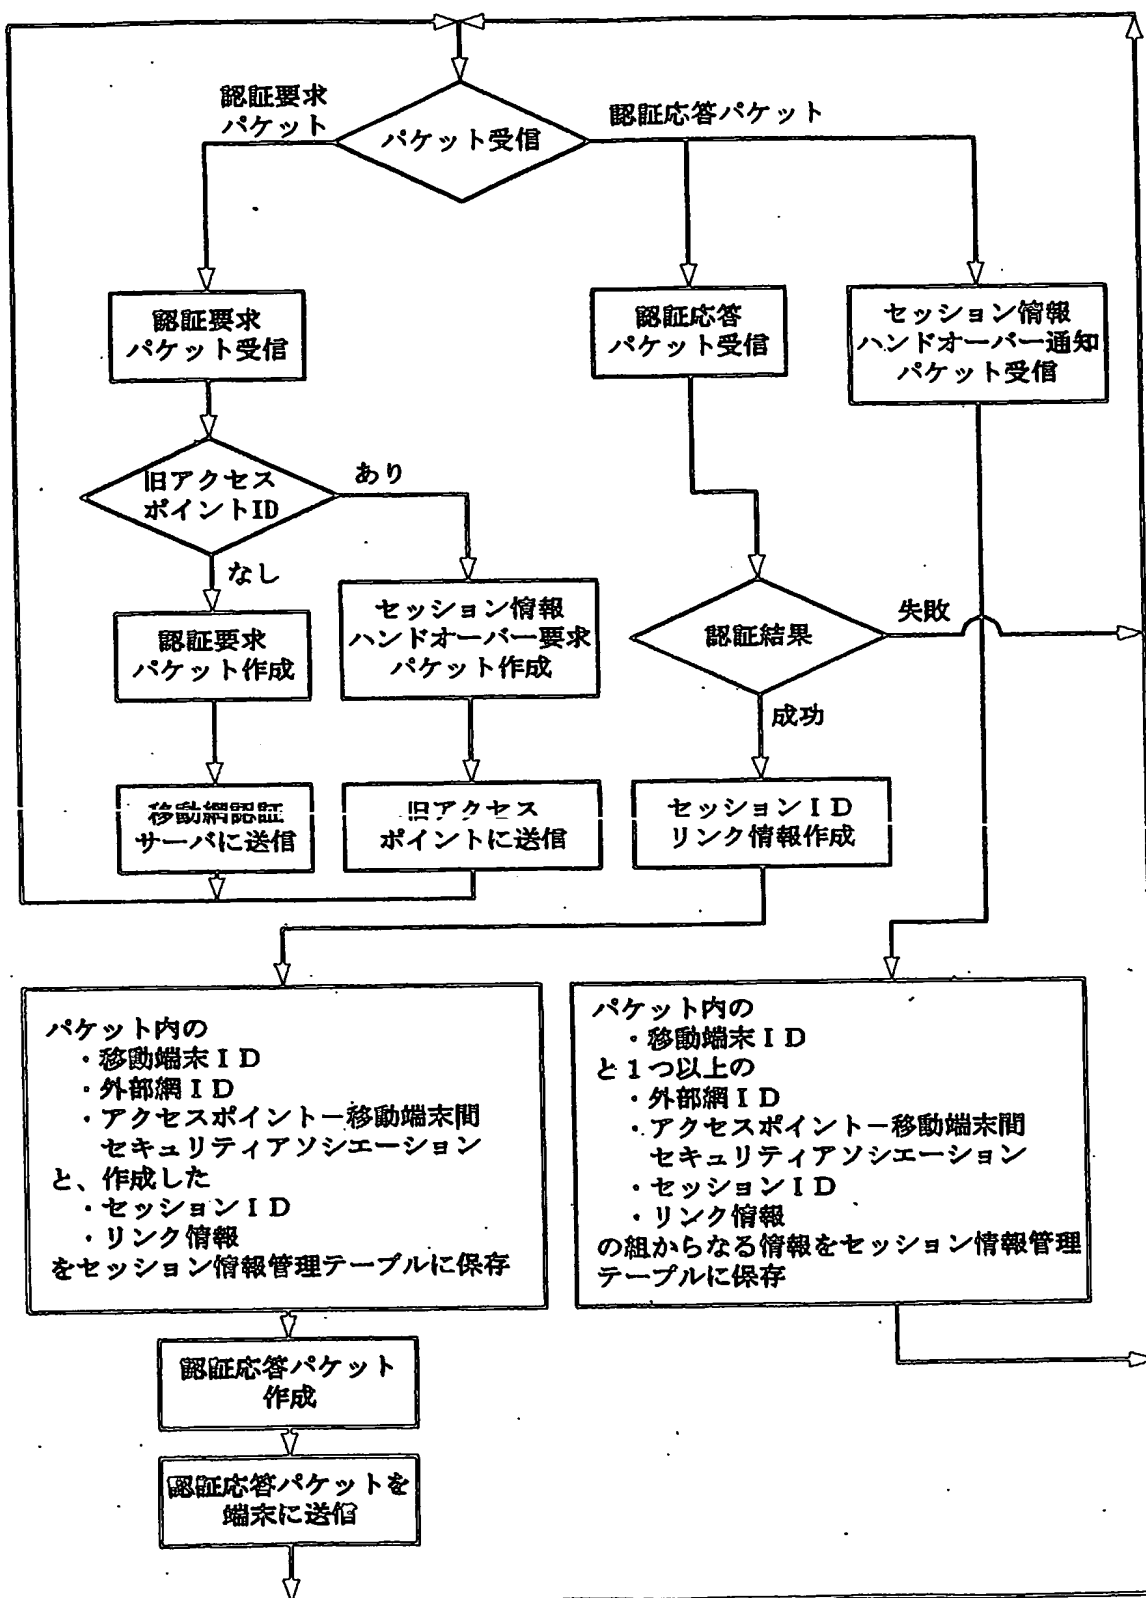 認証要求
パケット
パケット受信
認証応答パケット
認証要求
パケット受信
認証応答
パケット受信
セッション情報
ハンドオーバー通知
パケット受信
旧アクセス
ポイントID
あり
なし
認証要求
パケット作成
セッション情報
ハンドオーバー要求
パケット作成
認証結果
失敗
成功
移動網認証
サーバに送信
旧アクセス
ポイントに送信
セッションID
リンク情報作成
パケット内の
・移動端末ID
・外部網ID
・アクセスポイント－移動端末間
セキュリティアソシエーション
と、作成した
・セッションID
・リンク情報
をセッション情報管理テーブルに保存
パケット内の
・移動端末ID
と1つ以上の
・外部網ID
・アクセスポイント－移動端末間
セキュリティアソシエーション
・セッションID
・リンク情報
の組からなる情報をセッション情報管理
テーブルに保存
認証応答パケット
作成
認証応答パケットを
端末に送信